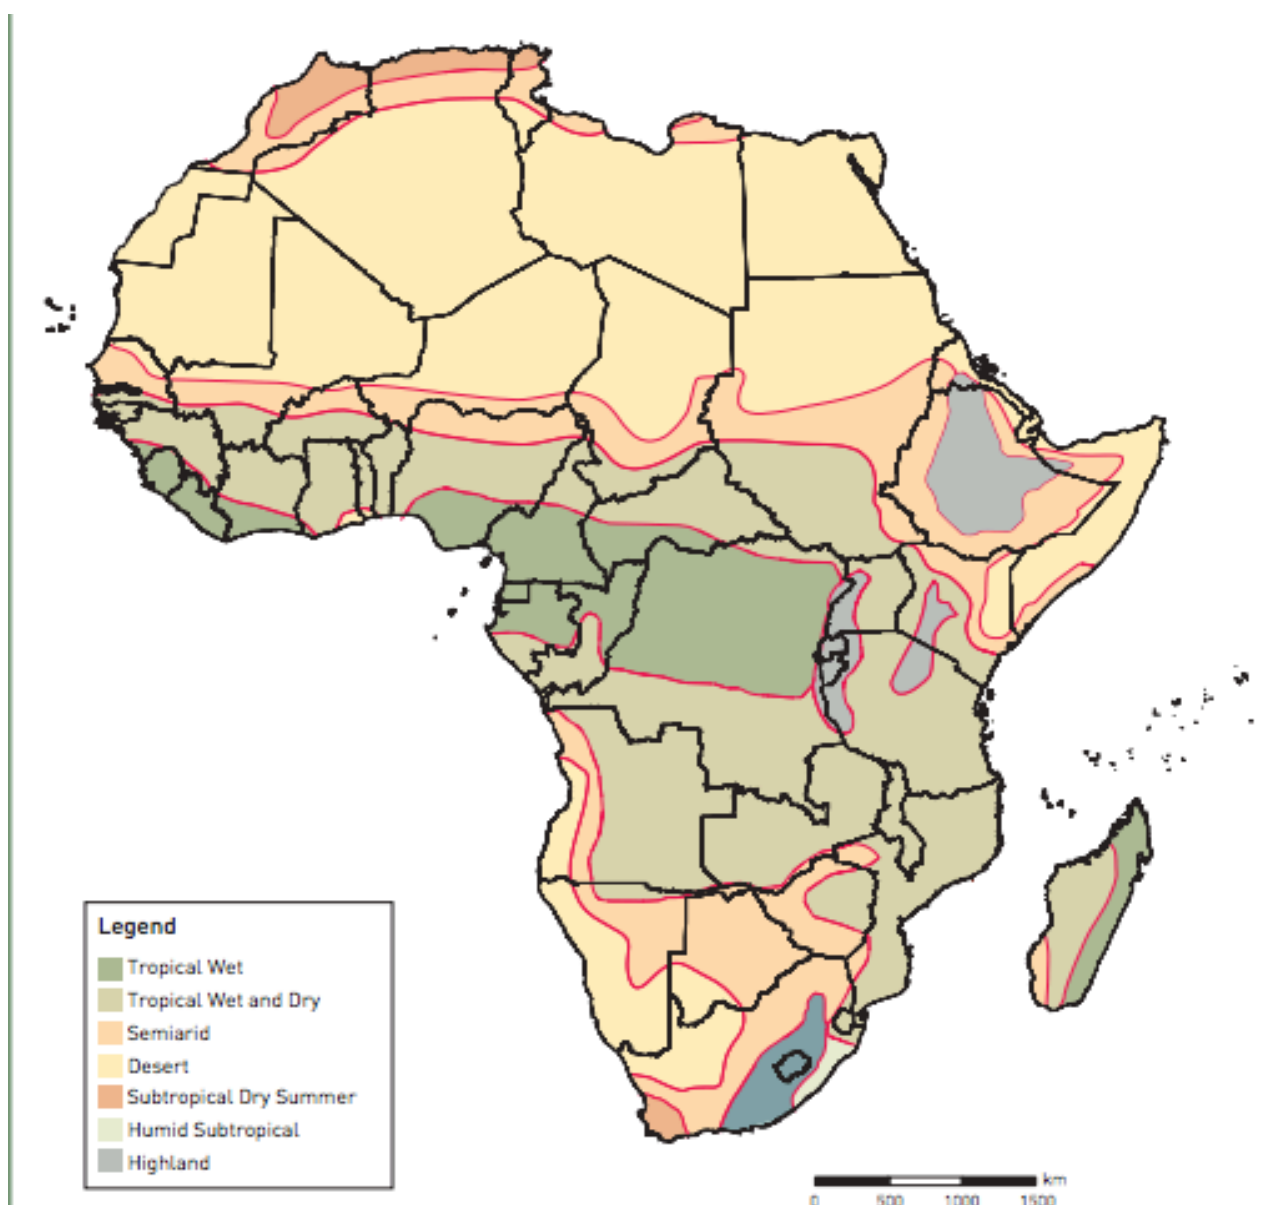 Legend
Tropical Wet
Tropical Wet and Dry
Semiarid
Desert
Subtropical Dry Summer
Humid Subtropical
Highland
km
0 500 1000 1500